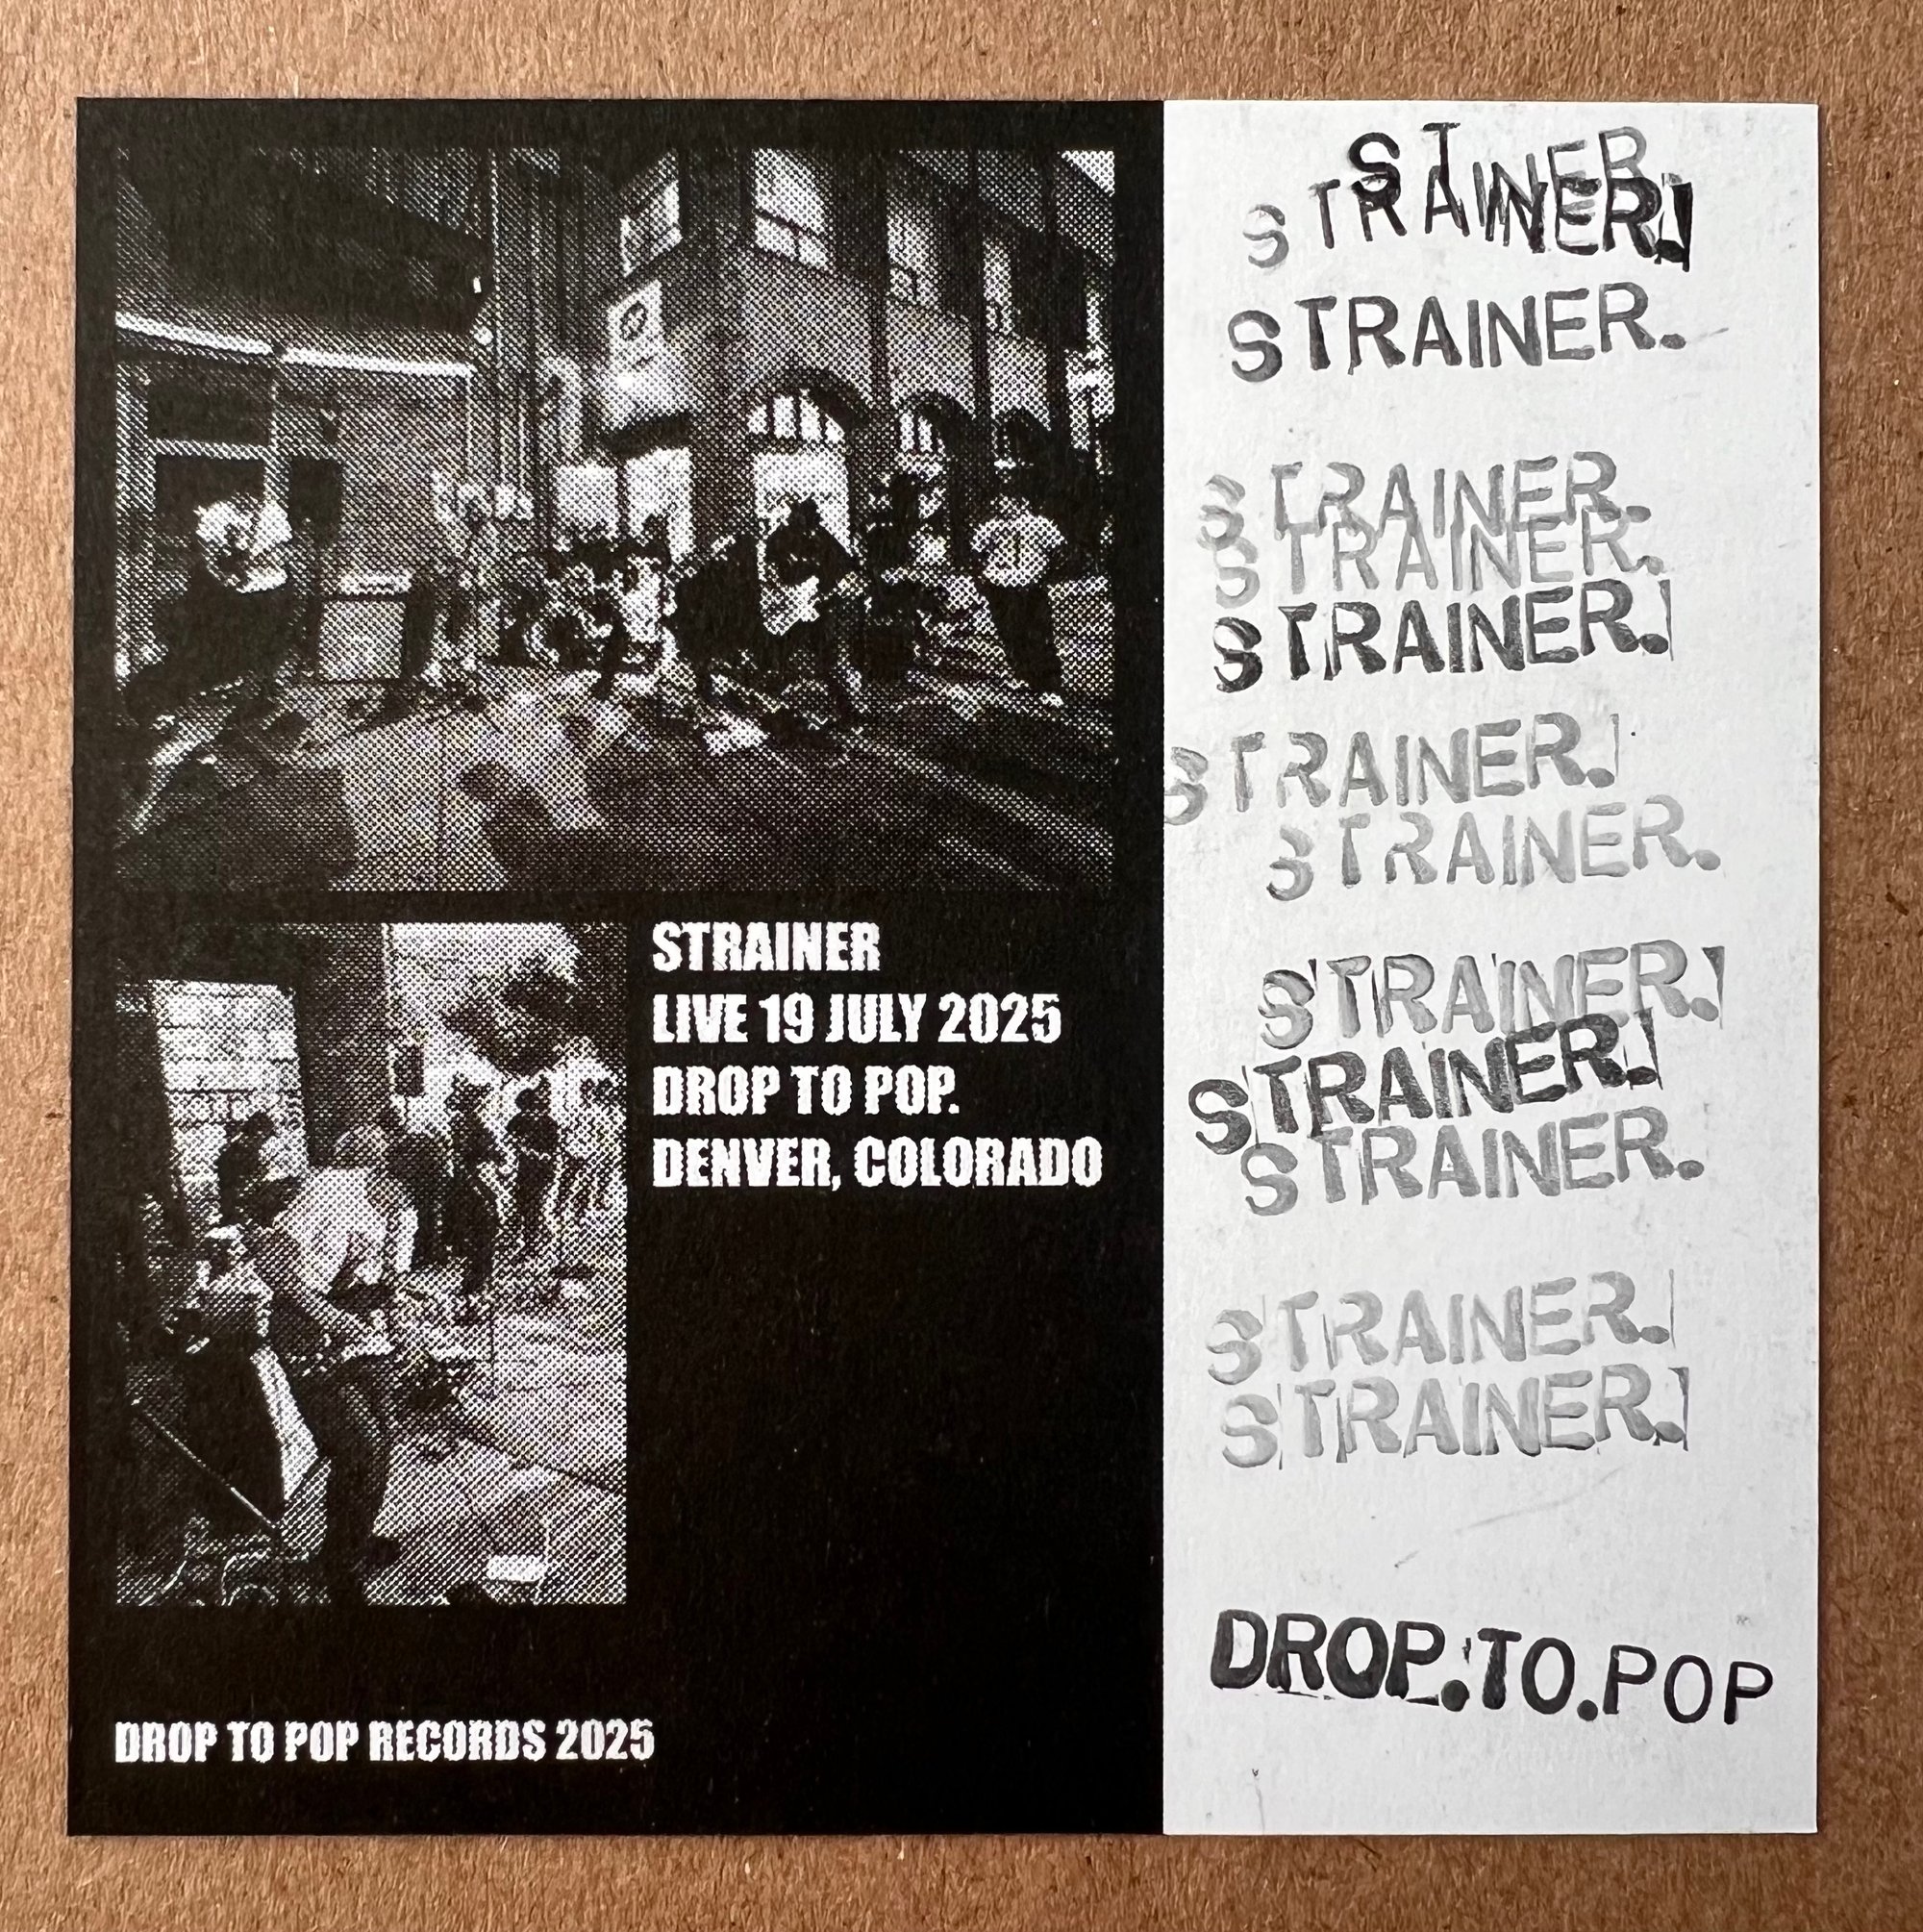 STRAINER
LIVE 19 JULY 2025
DROP TO POP.
DENVER, COLORADO
DROP TO POP RECORDS 2025
STRAINER
STRAINER.
STRAINER.
STRAINER.
STRAINER.
STRAINER.
STRAINER.
STRAINER.
STRAINER.
STRAINER.
STRAINER.
STRAINER.
STRAINER.
DROP.TO.POP